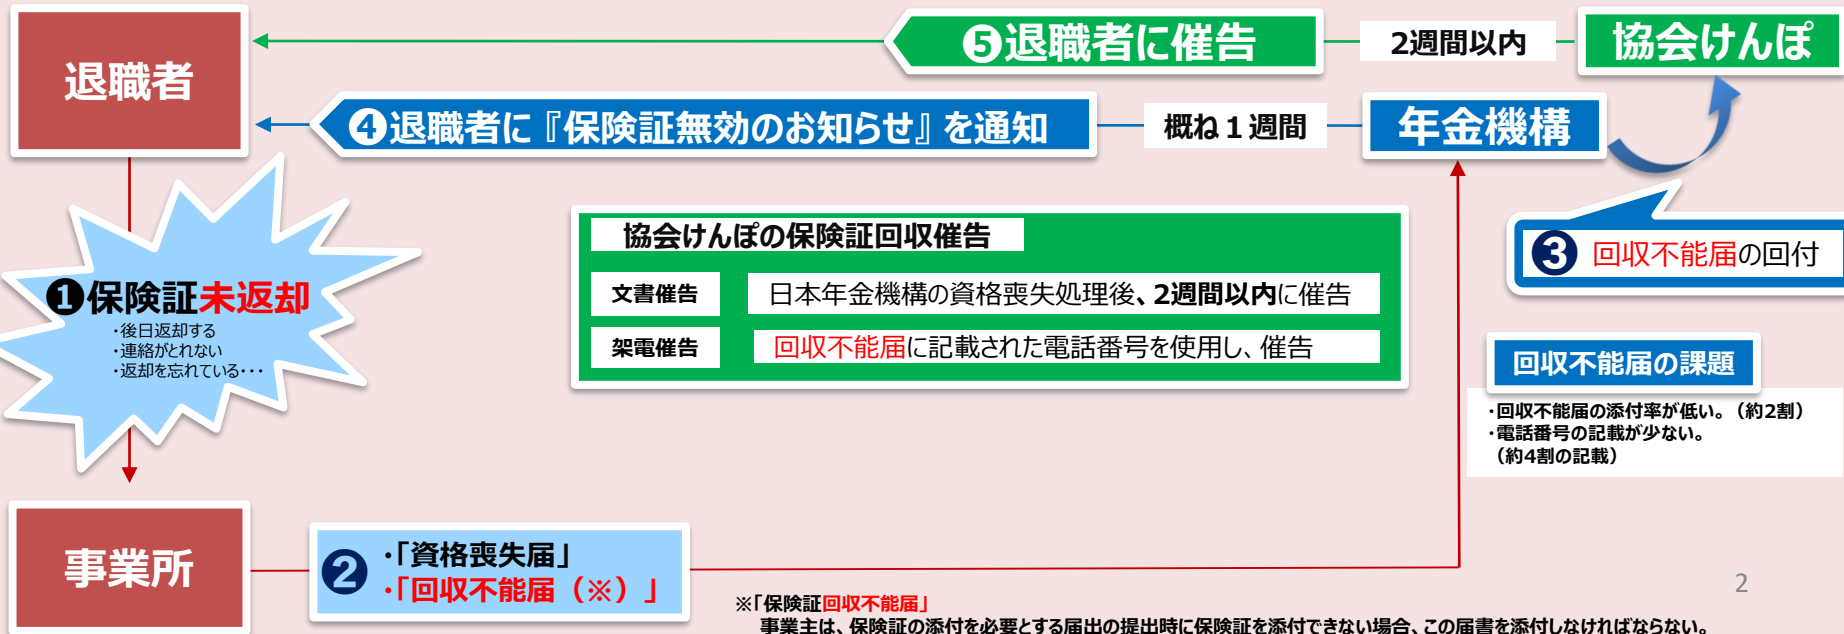 退職者
❺退職者に催告
2週間以内
協会けんぽ
❹退職者に『保険証無効のお知らせ』を通知
概ね1週間
年金機構
❸ 回収不能届の回付
❶保険証未返却
・後日返却する
・連絡がとれない
・返却を忘れている・・・
協会けんぽの保険証回収催告
文書催告
日本年金機構の資格喪失処理後、2週間以内に催告
架電催告
回収不能届に記載された電話番号を使用し、催告
回収不能届の課題
・回収不能届の添付率が低い。（約2割）
・電話番号の記載が少ない。
（約4割の記載）
事業所
❷
・「資格喪失届」
・「回収不能届（※）」
※「保険証回収不能届」
事業主は、保険証の添付を必要とする届出の提出時に保険証を添付できない場合、この届書を添付しなければならない。
2